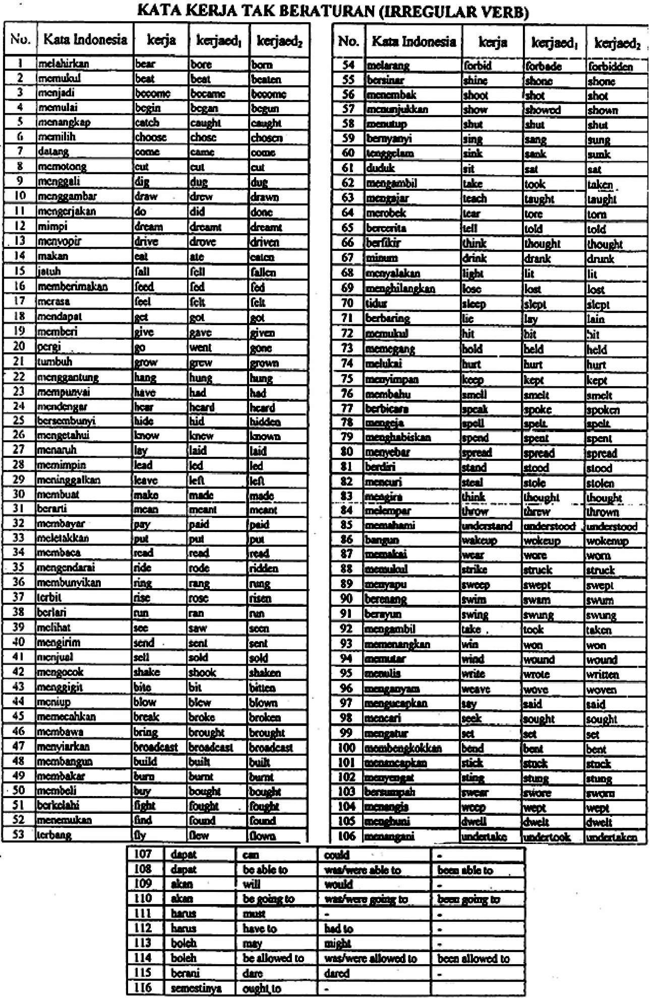 KATA KERJA TAK BERATURAN (IRREGULAR VERB)
No. Kata Indonesia kerja kerjaed1 kerjaed2
1 melahirkan bear bore born
2 memukul beat beat beaten
3 menjadi become became become
4 memulai begin began begun
5 menangkap catch caught caught
6 memilih choose chose chosen
7 datang come came come
8 memotong cut cut cut
9 menggali dig dug dug
10 menggambar draw drew drawn
11 mengerjakan do did done
12 mimpi dream dreamt dreamt
13 menyopir drive drove driven
14 makan eat ate eaten
15 jatuh fall fell fallen
16 memberimakan feed fed fed
17 merasa feel felt felt
18 mendapat get got got
19 memberi give gave given
20 pergi go went gone
21 tumbuh grow grew grown
22 menggantung hang hung hung
23 mempunyai have had had
24 mendengar hear heard heard
25 bersembunyi hide hid hidden
26 mengetahui know knew known
27 menaruh lay laid laid
28 memimpin lead led led
29 meninggalkan leave left left
30 membuat make made made
31 berarti mean meant meant
32 membayar pay paid paid
33 meletakkan put put put
34 membaca read read read
35 mengendarai ride rode ridden
36 membunyikan ring rang rung
37 terbit rise rose risen
38 berlari run ran run
39 melihat see saw seen
40 mengirim send sent sent
41 menjual sell sold sold
42 mengocok shake shook shaken
43 menggigit bite bit bitten
44 meniup blow blew blown
45 memecahkan break broke broken
46 membawa bring brought brought
47 menyiarkan broadcast broadcast broadcast
48 membangun build built built
49 membakar burn burnt burnt
50 membeli buy bought bought
51 berkelahi fight fought fought
52 menemukan find found found
53 terbang fly flew flown
No. Kata Indonesia kerja kerjaed1 kerjaed2
54 melarang forbid forbade forbidden
55 bersinar shine shone shone
56 menembak shoot shot shot
57 menunjukkan show showed shown
58 menutup shut shut shut
59 bernyanyi sing sang sung
60 tenggelam sink sank sunk
61 duduk sit sat sat
62 mengambil take took taken
63 mengajar teach taught taught
64 merobek tear tore torn
65 bercerita tell told told
66 berfikir think thought thought
67 minum drink drank drunk
68 menyalakan light lit lit
69 menghilangkan lose lost lost
70 tidur sleep slept slept
71 berbaring lie lay lain
72 memukul hit hit hit
73 memegang hold held held
74 melukai hurt hurt hurt
75 menyimpan keep kept kept
76 membahu smell smelt smelt
77 berbicara speak spoke spoken
78 mengeja spell spelt spelt
79 menghabiskan spend spent spent
80 menyebar spread spread spread
81 berdiri stand stood stood
82 mencuri steal stole stolen
83 mengira think thought thought
84 melempar throw threw thrown
85 memahami understand understood understood
86 bangun wakeup wokeup wokenup
87 memakai wear wore worn
88 memukul strike struck struck
89 menyapu sweep swept swept
90 berenang swim swam swum
91 berayun swing swung swung
92 mengambil take took taken
93 memenangkan win won won
94 memutar wind wound wound
95 menulis write wrote written
96 menganyam weave wove woven
97 mengucapkan say said said
98 mencari seek sought sought
99 mengatur set set set
100 membengkokkan bend bent bent
101 menancapkan stick stuck stuck
102 menyengat sting stung stung
103 bersumpah swear swore sworn
104 menangis weep wept wept
105 menghuni dwell dwelt dwelt
106 menangani undertake undertook undertaken
107 dapat can could -
108 dapat be able to was/were able to been able to
109 akan will would -
110 akan be going to was/were going to been going to
111 harus must - -
112 harus have to had to -
113 boleh may might -
114 boleh be allowed to was/were allowed to been allowed to
115 berani dare dared -
116 semestinya ought to -